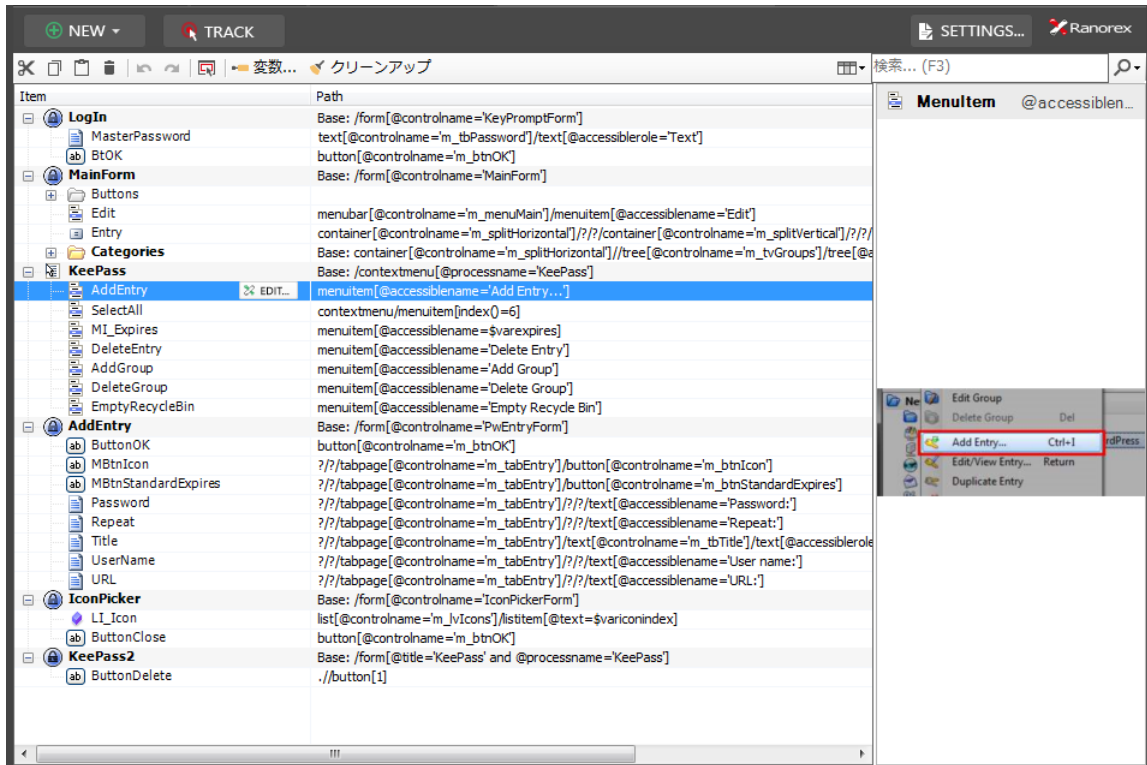 NEW
TRACK
SETTINGS...
Ranorex
変数...
クリーンアップ
検索... (F3)
Item Path
LogIn Base: /form[@controlname='KeyPromptForm']
MasterPassword text[@controlname='m_tbPassword']/text[@accessiblerole='Text']
BtOK button[@controlname='m_btnOK']
MainForm Base: /form[@controlname='MainForm']
Buttons
Edit menubar[@controlname='m_menuMain']/menuitem[@accessiblename='Edit']
Entry container[@controlname='m_splitHorizontal']/?/?/container[@controlname='m_splitVertical']/?/?/
Categories Base: container[@controlname='m_splitHorizontal']//tree[@controlname='m_tvGroups']/tree[@a
KeePass Base: /contextmenu[@processname='KeePass']
AddEntry EDIT... menuitem[@accessiblename='Add Entry...']
SelectAll contextmenu/menuitem[index()=6]
MI_Expires menuitem[@accessiblename=$varexpires]
DeleteEntry menuitem[@accessiblename='Delete Entry']
AddGroup menuitem[@accessiblename='Add Group']
DeleteGroup menuitem[@accessiblename='Delete Group']
EmptyRecycleBin menuitem[@accessiblename='Empty Recycle Bin']
AddEntry Base: /form[@controlname='PwEntryForm']
ButtonOK button[@controlname='m_btnOK']
MBtnIcon ?/?/tabpage[@controlname='m_tabEntry']/button[@controlname='m_btnIcon']
MBtnStandardExpires ?/?/tabpage[@controlname='m_tabEntry']/button[@controlname='m_btnStandardExpires']
Password ?/?/tabpage[@controlname='m_tabEntry']/?/?/text[@accessiblename='Password:']
Repeat ?/?/tabpage[@controlname='m_tabEntry']/?/?/text[@accessiblename='Repeat:']
Title ?/?/tabpage[@controlname='m_tabEntry']/text[@controlname='m_tbTitle']/text[@accessiblerole
UserName ?/?/tabpage[@controlname='m_tabEntry']/?/?/text[@accessiblename='User name:']
URL ?/?/tabpage[@controlname='m_tabEntry']/?/?/text[@accessiblename='URL:']
IconPicker Base: /form[@controlname='IconPickerForm']
LI_Icon list[@controlname='m_lvIcons']/listitem[@text=$variconindex]
ButtonClose button[@controlname='m_btnOK']
KeePass2 Base: /form[@title='KeePass' and @processname='KeePass']
ButtonDelete .//button[1]
MenuItem @accessiblen...
Ne Edit Group
Delete Group Del
Add Entry... Ctrl+I rdPress
Edit/View Entry... Return
Duplicate Entry